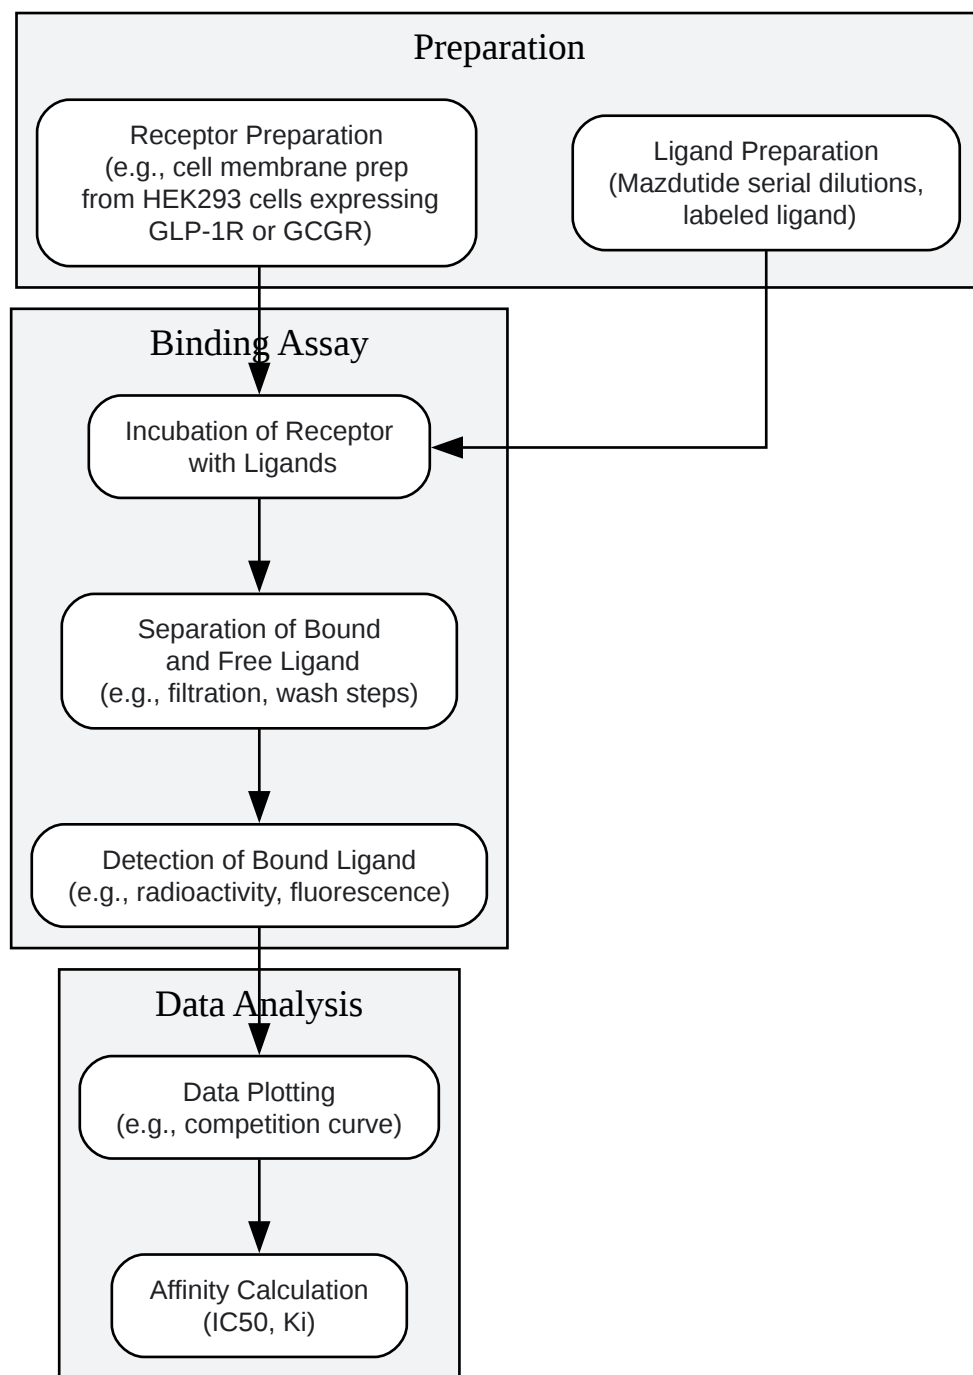 Preparation
Receptor Preparation
(e.g., cell membrane prep
from HEK293 cells expressing
GLP-1R or GCGR)
Ligand Preparation
(Mazdutide serial dilutions,
labeled ligand)
Binding Assay
Incubation of Receptor
with Ligands
Separation of Bound
and Free Ligand
(e.g., filtration, wash steps)
Detection of Bound Ligand
(e.g., radioactivity, fluorescence)
Data Analysis
Data Plotting
(e.g., competition curve)
Affinity Calculation
(IC50, Ki)